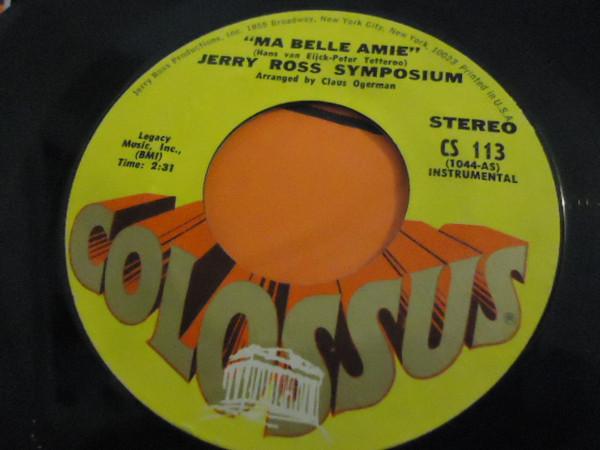 Jerry Ross Productions, Inc. 1855 Broadway, New York City, New York, 10023 Printed in U.S.A.
"MA BELLE AMIE"
(Hans van Eijck-Peter Tetteroo)
JERRY ROSS SYMPOSIUM
Arranged by Claus Ogerman
STEREO
CS 113
(1044-AS)
INSTRUMENTAL
Legacy
Music, Inc.,
(BMI)
Time: 2:31
COLOSSUS
®